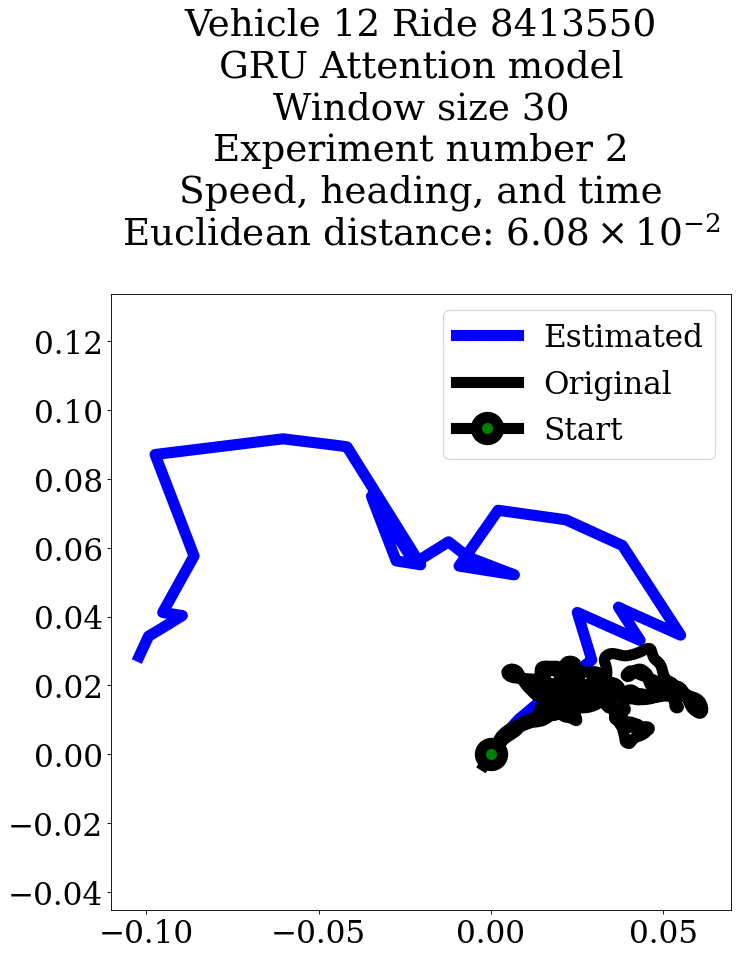 Vehicle 12 Ride 8413550
GRU Attention model
Window size 30
Experiment number 2
Speed, heading, and time
Euclidean distance: 6.08 × 10⁻²
Estimated
Original
Start
0.12
0.10
0.08
0.06
0.04
0.02
0.00
−0.02
−0.04
−0.10 −0.05 0.00 0.05